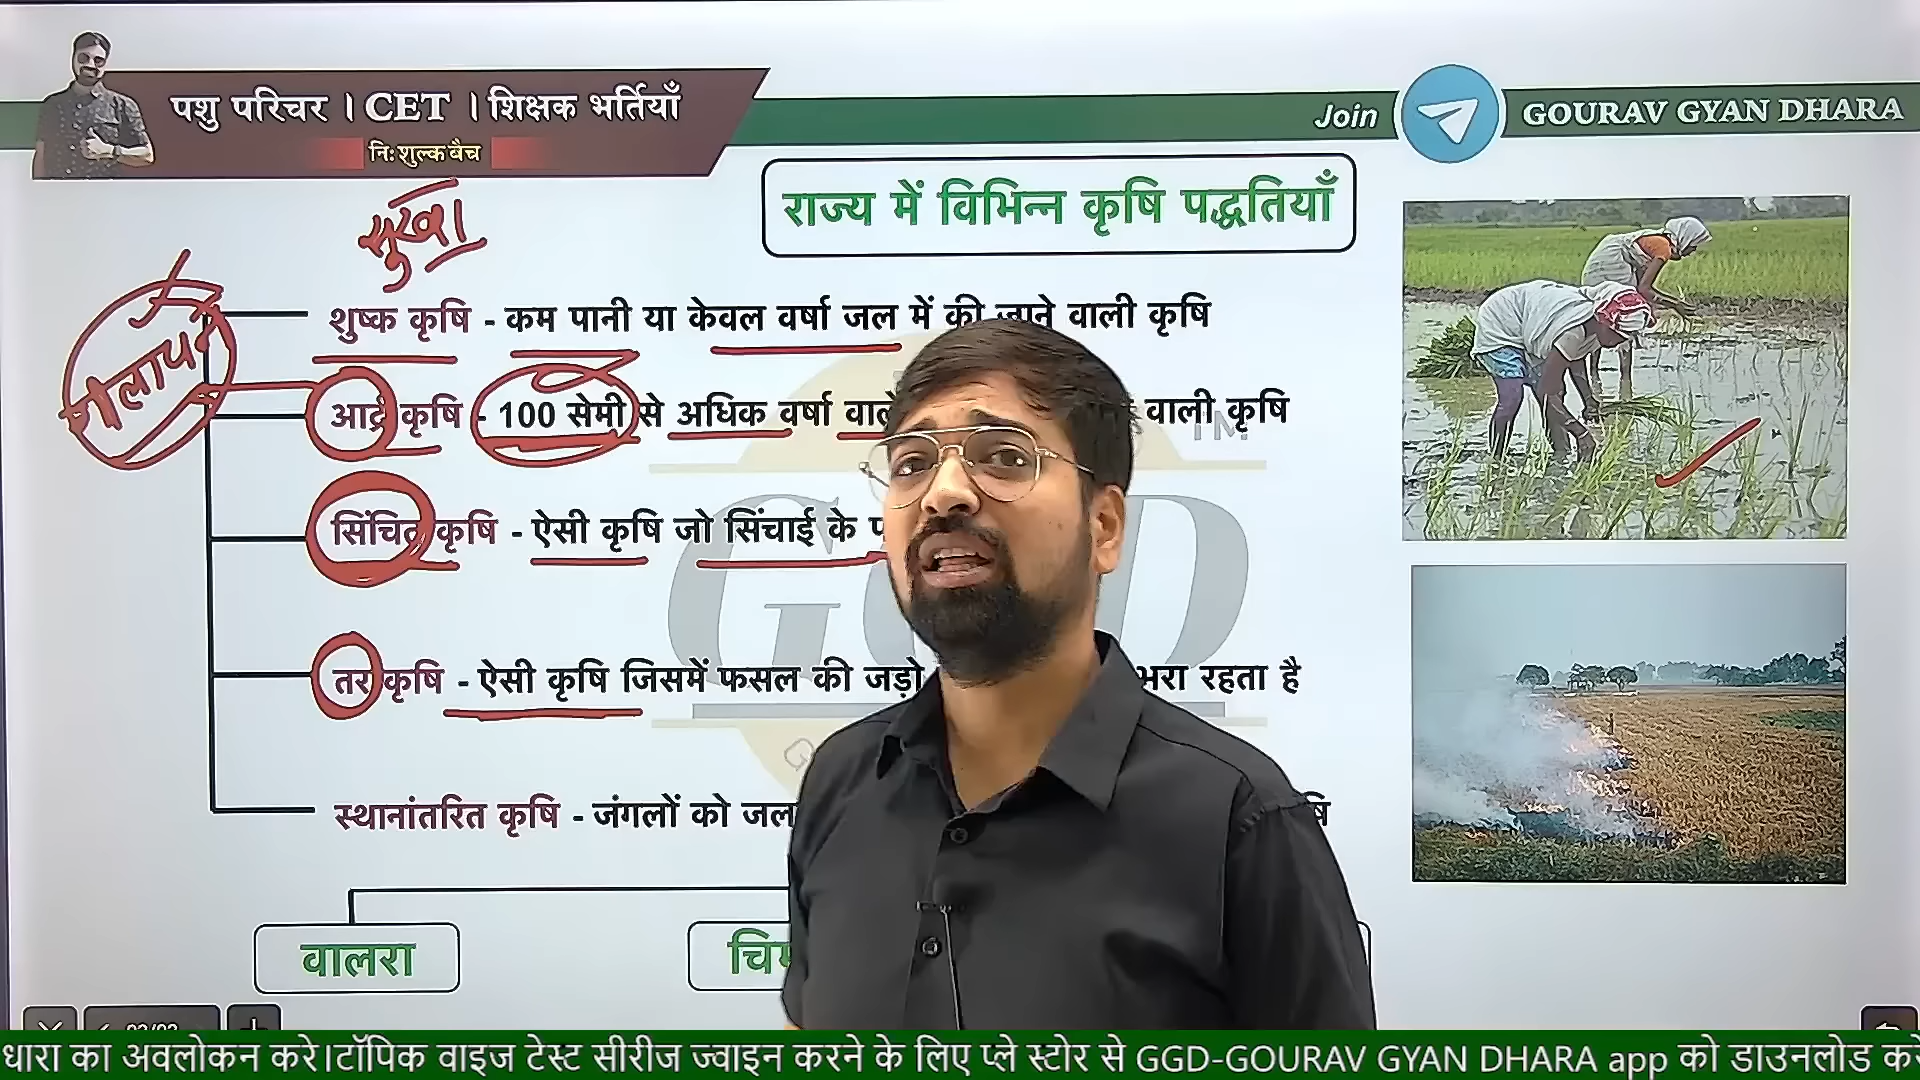 पशु परिचर । CET । शिक्षक भर्तियाँ
नि: शुल्क बैच
Join GOURAV GYAN DHARA
राज्य में विभिन्न कृषि पद्धतियाँ
सुखा
शुष्क कृषि - कम पानी या केवल वर्षा जल में की जाने वाली कृषि
आद्र कृषि - 100 सेमी से अधिक वर्षा वाले वाली कृषि
TM
सिंचित कृषि - ऐसी कृषि जो सिंचाई के
तर कृषि - ऐसी कृषि जिसमें फसल की जड़ो भरा रहता है
स्थानांतरित कृषि - जंगलों को
वालरा
धारा का अवलोकन करे।टॉपिक वाइज टेस्ट सीरीज ज्वाइन करने के लिए प्ले स्टोर से GGD-GOURAV GYAN DHARA app को डाउनलोड